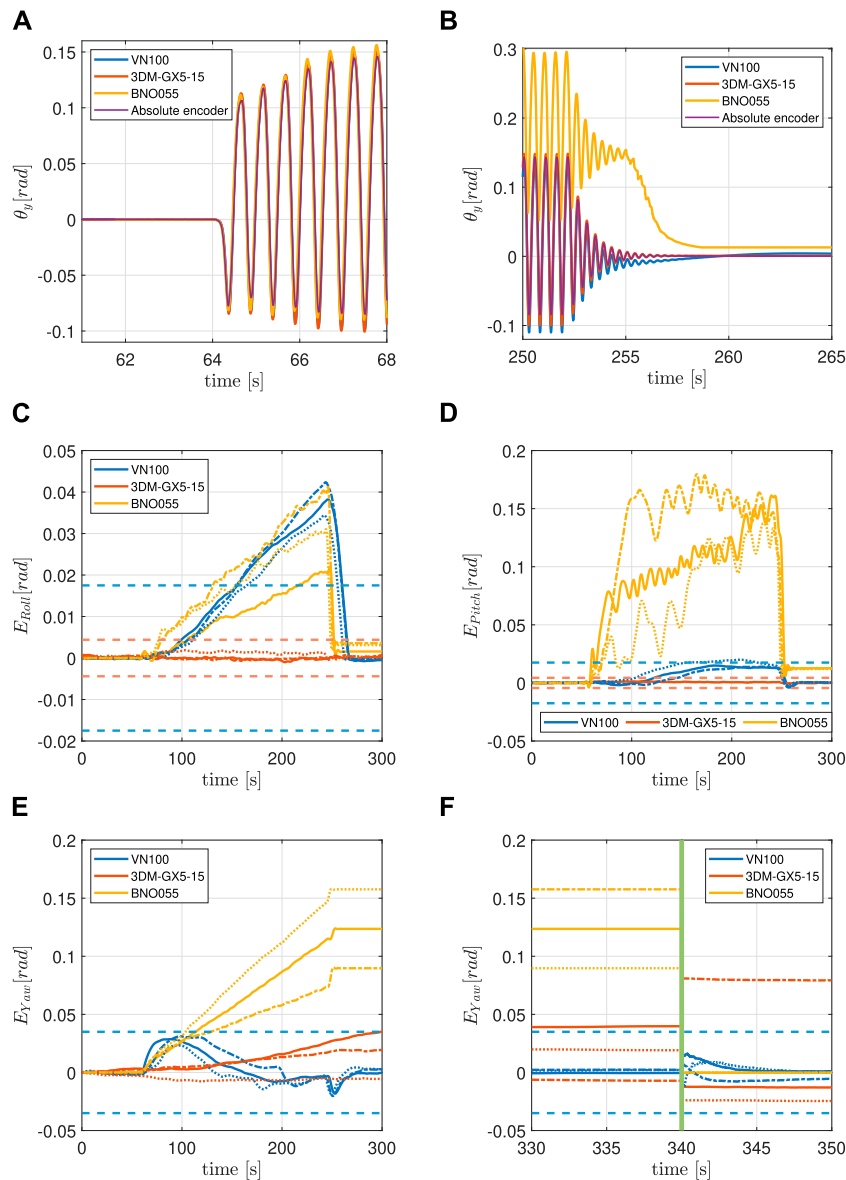 A
0.15
0.1
0.05
0
-0.05
-0.1
θy[rad]
VN100
3DM-GX5-15
BNO055
Absolute encoder
62 64 66 68
time [s]
B
0.3
0.2
0.1
0
-0.1
θy[rad]
VN100
3DM-GX5-15
BNO055
Absolute encoder
250 255 260 265
time [s]
C
0.05
0.04
0.03
0.02
0.01
0
-0.01
-0.02
ERoll[rad]
VN100
3DM-GX5-15
BNO055
0 100 200 300
time [s]
D
0.2
0.15
0.1
0.05
0
-0.05
EPitch[rad]
VN100 3DM-GX5-15 BNO055
0 100 200 300
time [s]
E
0.2
0.15
0.1
0.05
0
-0.05
EYaw[rad]
VN100
3DM-GX5-15
BNO055
0 100 200 300
time [s]
F
0.2
0.15
0.1
0.05
0
-0.05
EYaw[rad]
VN100
3DM-GX5-15
BNO055
330 335 340 345 350
time [s]